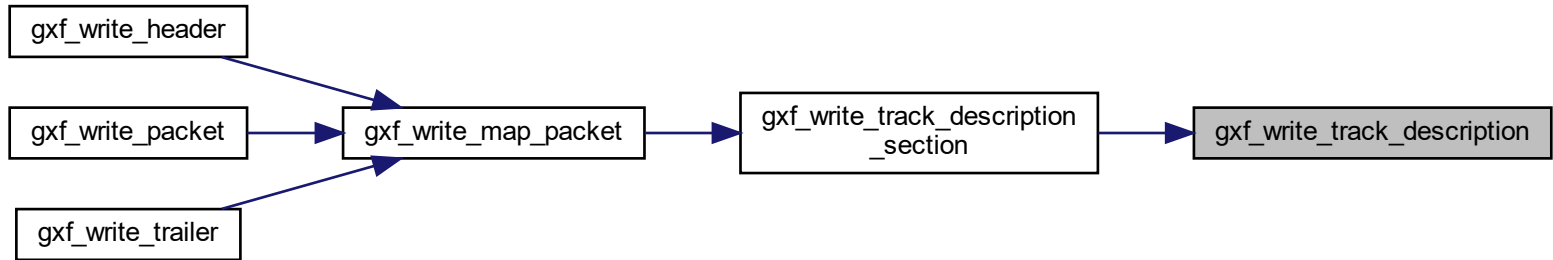 gxf_write_header
gxf_write_packet
gxf_write_trailer
gxf_write_map_packet
gxf_write_track_description
_section
gxf_write_track_description